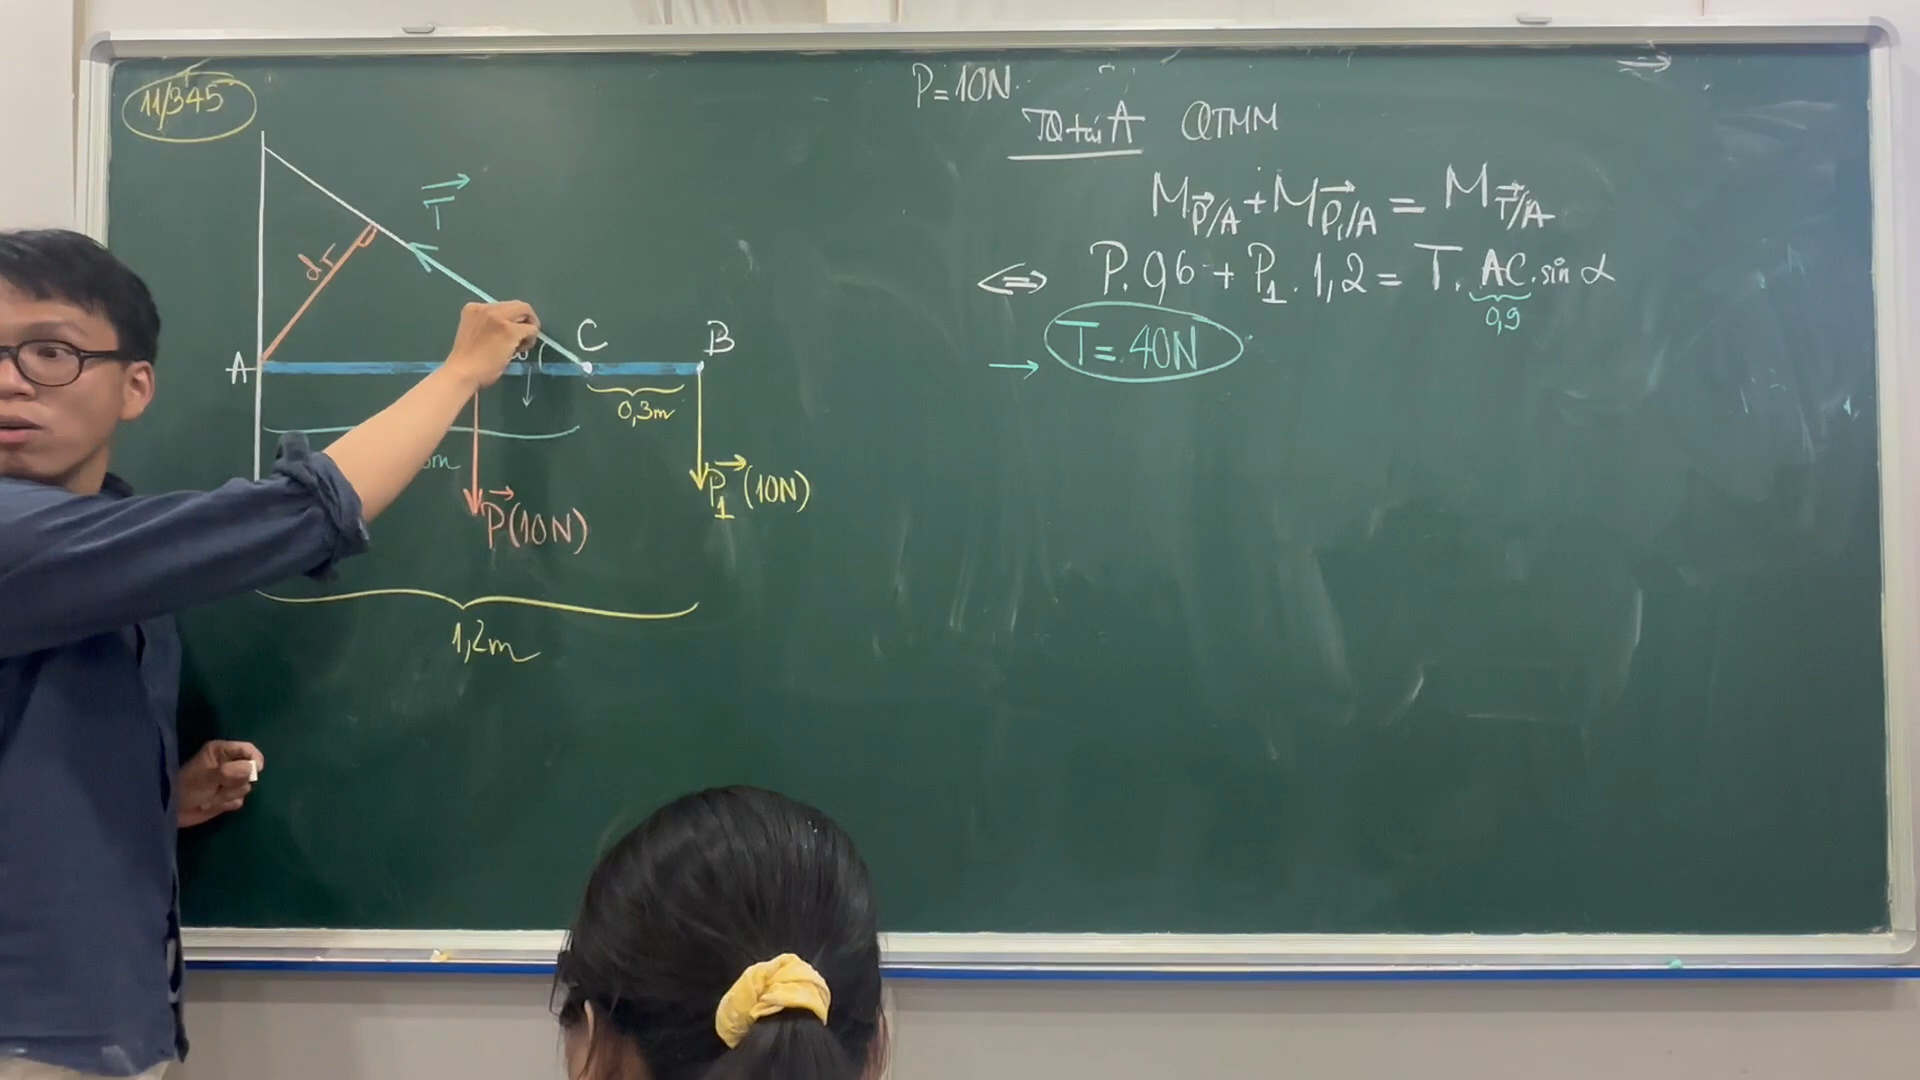 11/345
P = 10N.
TQ tại A QTMM
M P/A + M P₁/A = M T/A
⇔ P. 0,6 + P₁ . 1,2 = T. AC . sin α
0,9
→ T = 40N
T
dT
A
C
B
0,3m
m
P₁ (10N)
P (10N)
1,2m